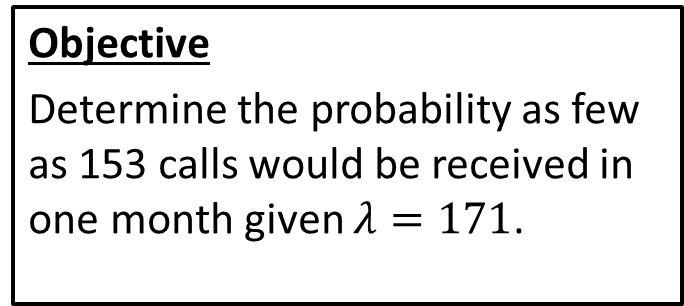 Objective
Determine the probability as few
as 153 calls would be received in
one month given λ = 171.